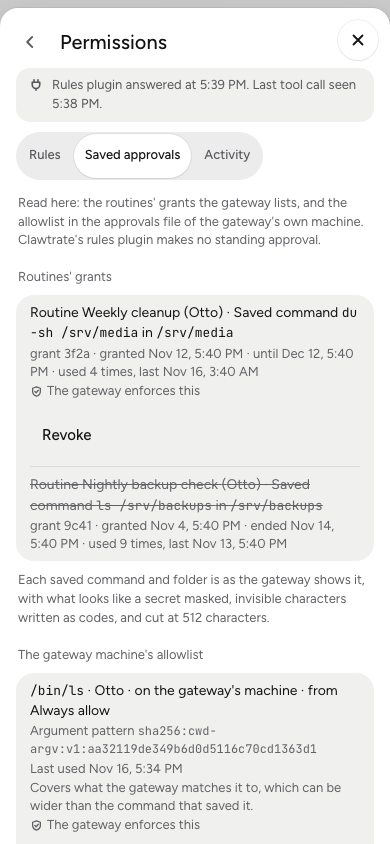 Permissions
Rules plugin answered at 5:39 PM. Last tool call seen
5:38 PM.
Rules Saved approvals Activity
Read here: the routines' grants the gateway lists, and the
allowlist in the approvals file of the gateway's own machine.
Clawtrate's rules plugin makes no standing approval.
Routines' grants
Routine Weekly cleanup (Otto) · Saved command du
-sh /srv/media in /srv/media
grant 3f2a · granted Nov 12, 5:40 PM · until Dec 12, 5:40
PM · used 4 times, last Nov 16, 3:40 AM
The gateway enforces this
Revoke
Routine Nightly backup check (Otto) · Saved
command ls /srv/backups in /srv/backups
grant 9c41 · granted Nov 4, 5:40 PM · ended Nov 14,
5:40 PM · used 9 times, last Nov 13, 5:40 PM
Each saved command and folder is as the gateway shows it,
with what looks like a secret masked, invisible characters
written as codes, and cut at 512 characters.
The gateway machine's allowlist
/bin/ls · Otto · on the gateway's machine · from
Always allow
Argument pattern sha256:cwd-
argv:v1:aa32119de349b6d0d5116c70cd1363d1
Last used Nov 16, 5:34 PM
Covers what the gateway matches it to, which can be
wider than the command that saved it.
The gateway enforces this